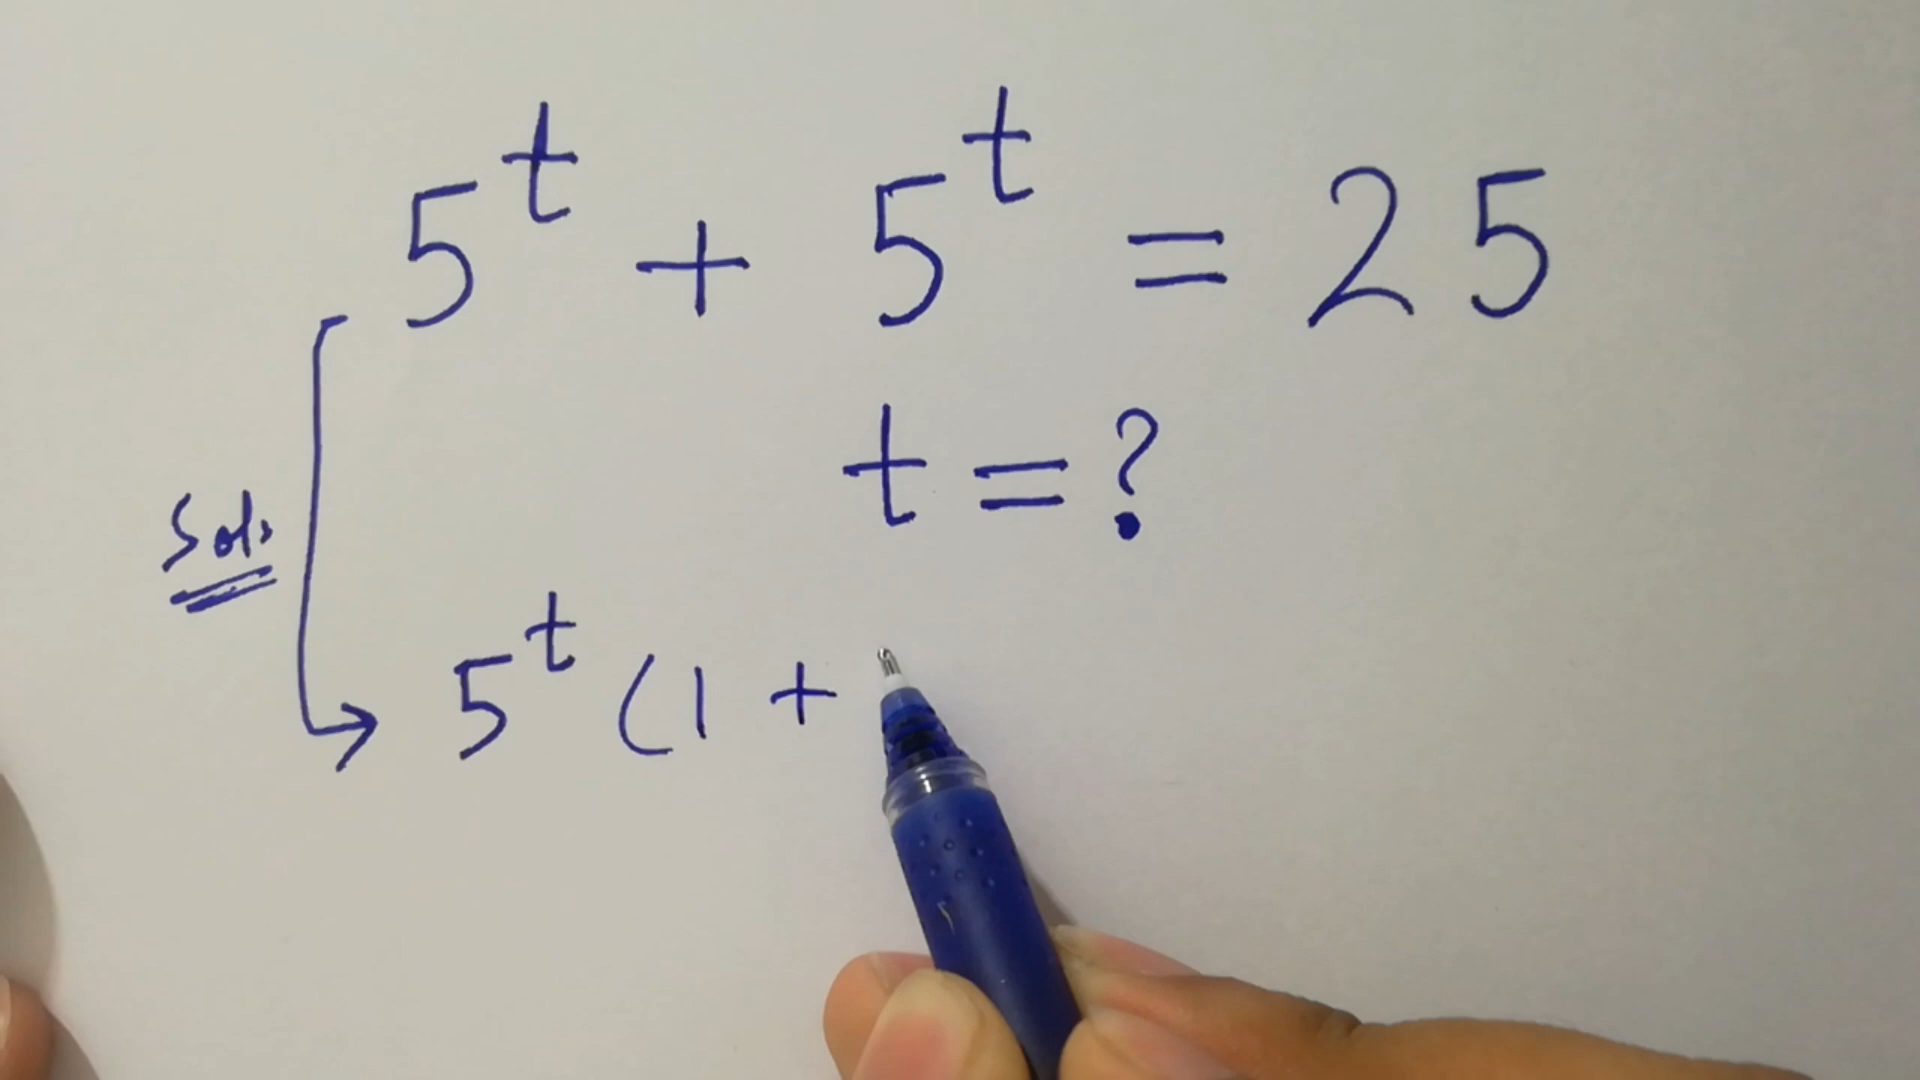 5^t + 5^t = 25
t = ?
Sol:
5^t (1 +